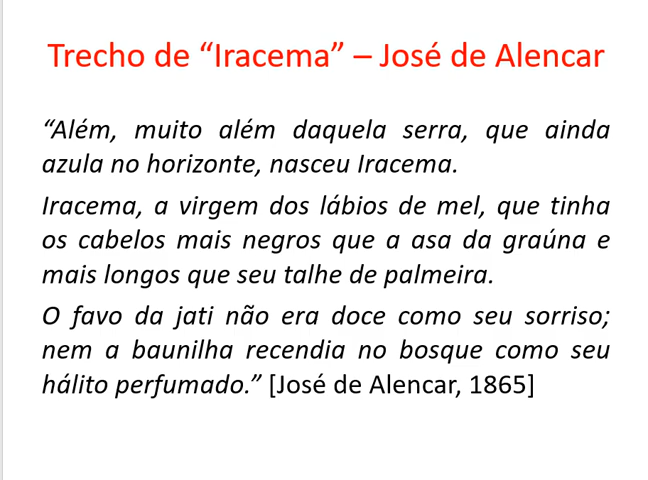 Trecho de “Iracema” – José de Alencar
“Além, muito além daquela serra, que ainda
azula no horizonte, nasceu Iracema.
Iracema, a virgem dos lábios de mel, que tinha
os cabelos mais negros que a asa da graúna e
mais longos que seu talhe de palmeira.
O favo da jati não era doce como seu sorriso;
nem a baunilha recendia no bosque como seu
hálito perfumado.” [José de Alencar, 1865]